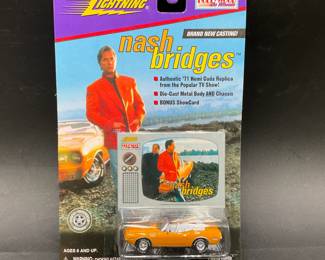 LIGHTNING
BRAND NEW CASTING!
nash
bridges
Authentic '71 Hemi Cuda Replica
from the Popular TV Show!
Die-Cast Metal Body AND Chassis
BONUS ShowCard
nash
bridges
AGES 8 AND UP.
WARNING: